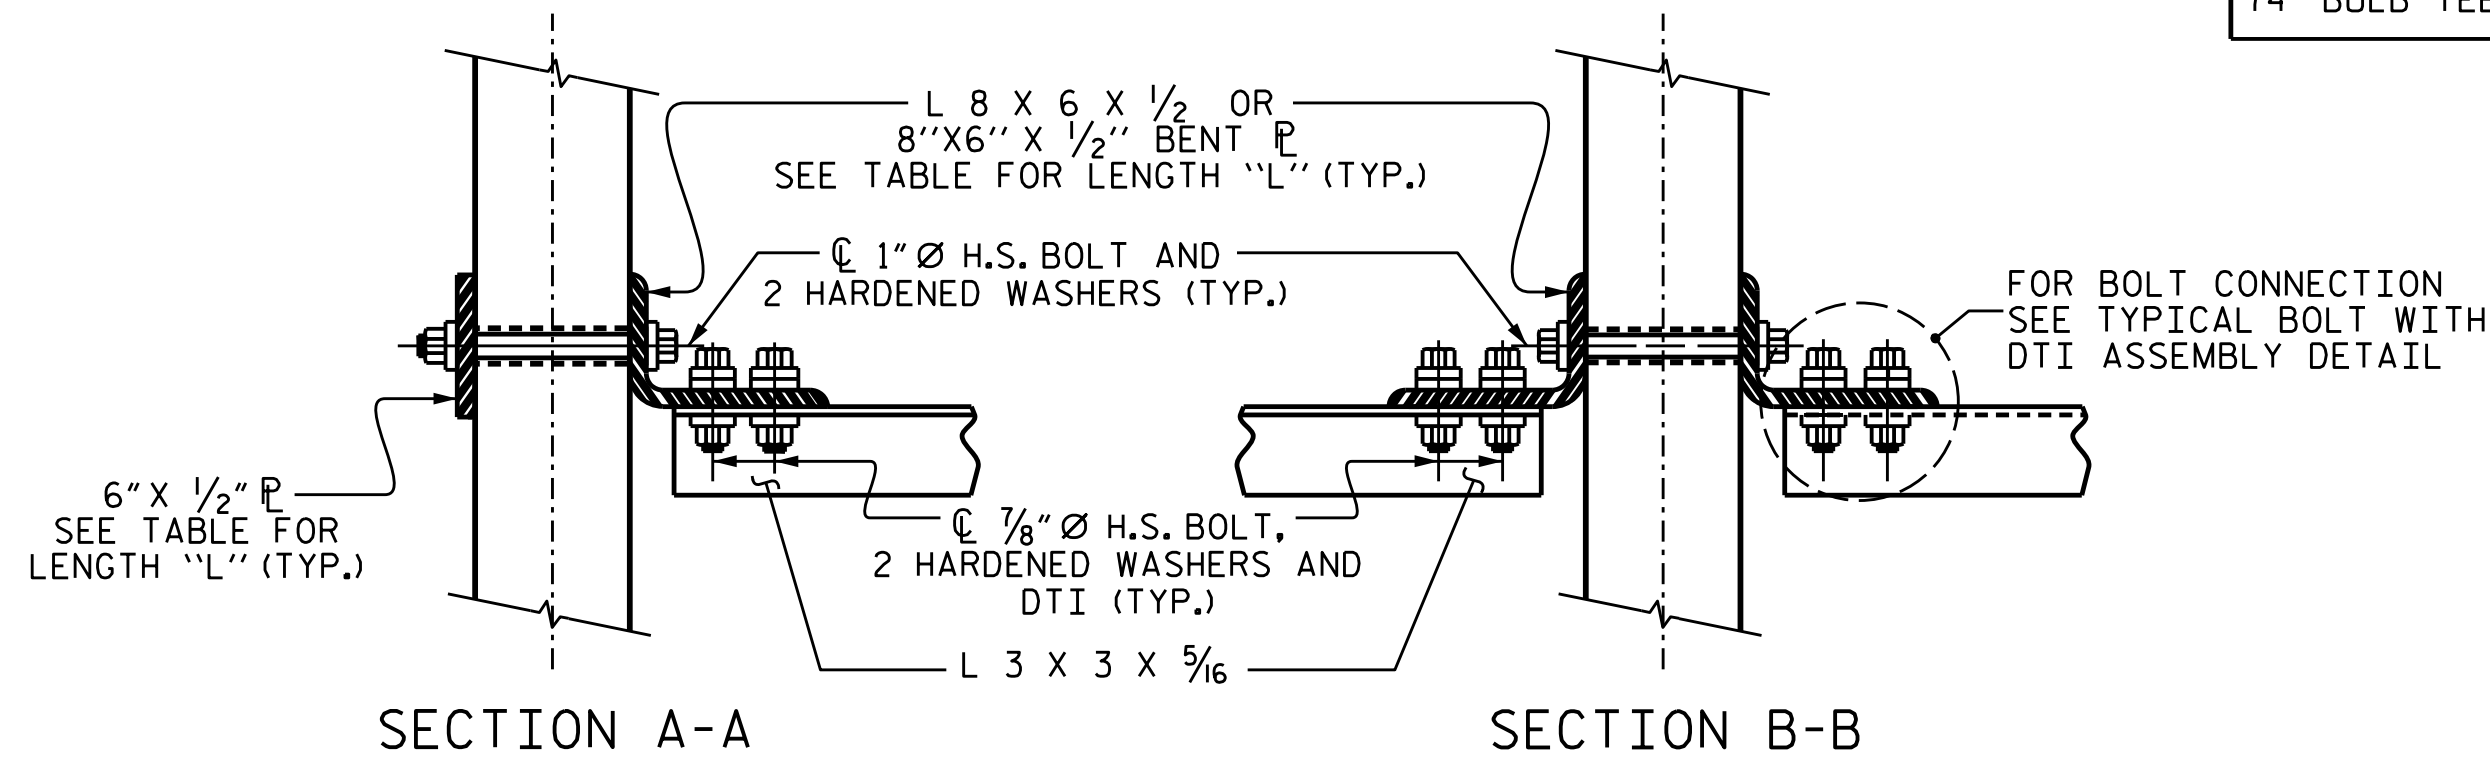 74" BULB TEE
L 8 X 6 X 1/2 OR
8"X6" X 1/2" BENT ℙL
SEE TABLE FOR LENGTH "L" (TYP.)
℄ 1"Ø H.S. BOLT AND
2 HARDENED WASHERS (TYP.)
FOR BOLT CONNECTION
SEE TYPICAL BOLT WITH
DTI ASSEMBLY DETAIL
6" X 1/2" ℙL
SEE TABLE FOR
LENGTH "L" (TYP.)
℄ 7/8"Ø H.S. BOLT,
2 HARDENED WASHERS AND
DTI (TYP.)
L 3 X 3 X 5/16
SECTION A-A
SECTION B-B